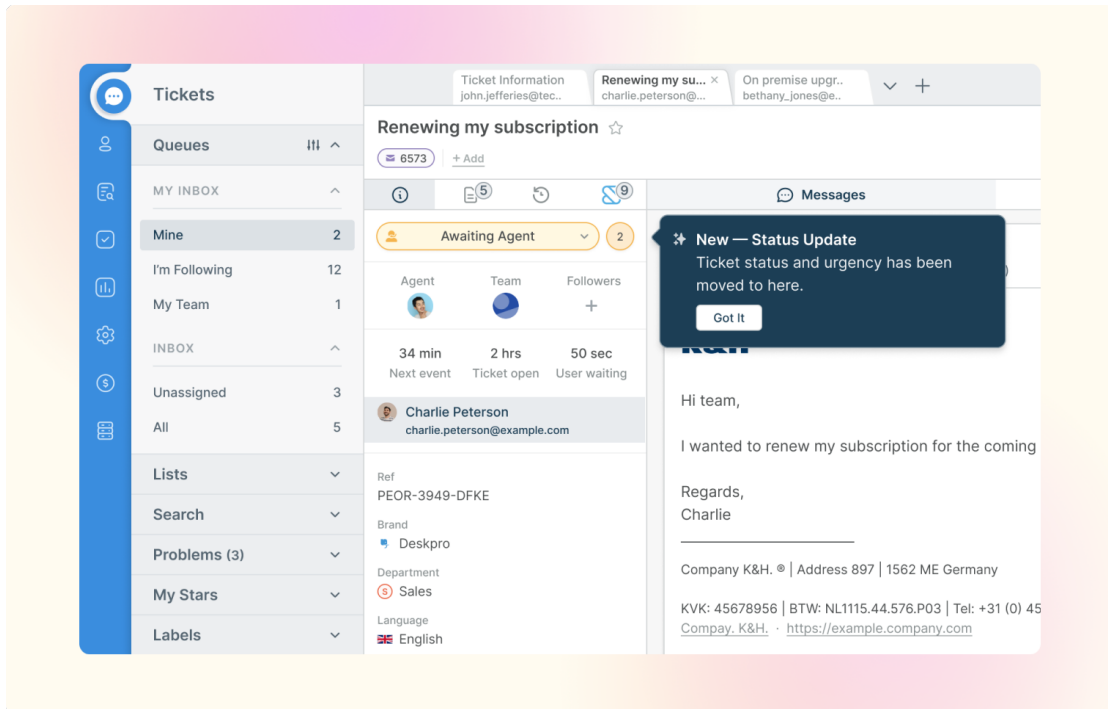 Tickets
Queues
MY INBOX
Mine 2
I'm Following 12
My Team 1
INBOX
Unassigned 3
All 5
Lists
Search
Problems (3)
My Stars
Labels
Ticket Information
john.jefferies@tec..
Renewing my su... ×
charlie.peterson@...
On premise upgr..
bethany_jones@e..
Renewing my subscription
6573 + Add
5 9
Awaiting Agent 2
Agent Team Followers
34 min 2 hrs 50 sec
Next event Ticket open User waiting
Charlie Peterson
charlie.peterson@example.com
Ref
PEOR-3949-DFKE
Brand
Deskpro
Department
S Sales
Language
English
Messages
New — Status Update
Ticket status and urgency has been
moved to here.
Got It
Hi team,
I wanted to renew my subscription for the coming
Regards,
Charlie
Company K&H. ® | Address 897 | 1562 ME Germany
KVK: 45678956 | BTW: NL1115.44.576.P03 | Tel: +31 (0) 45
Compay. K&H. · https://example.company.com